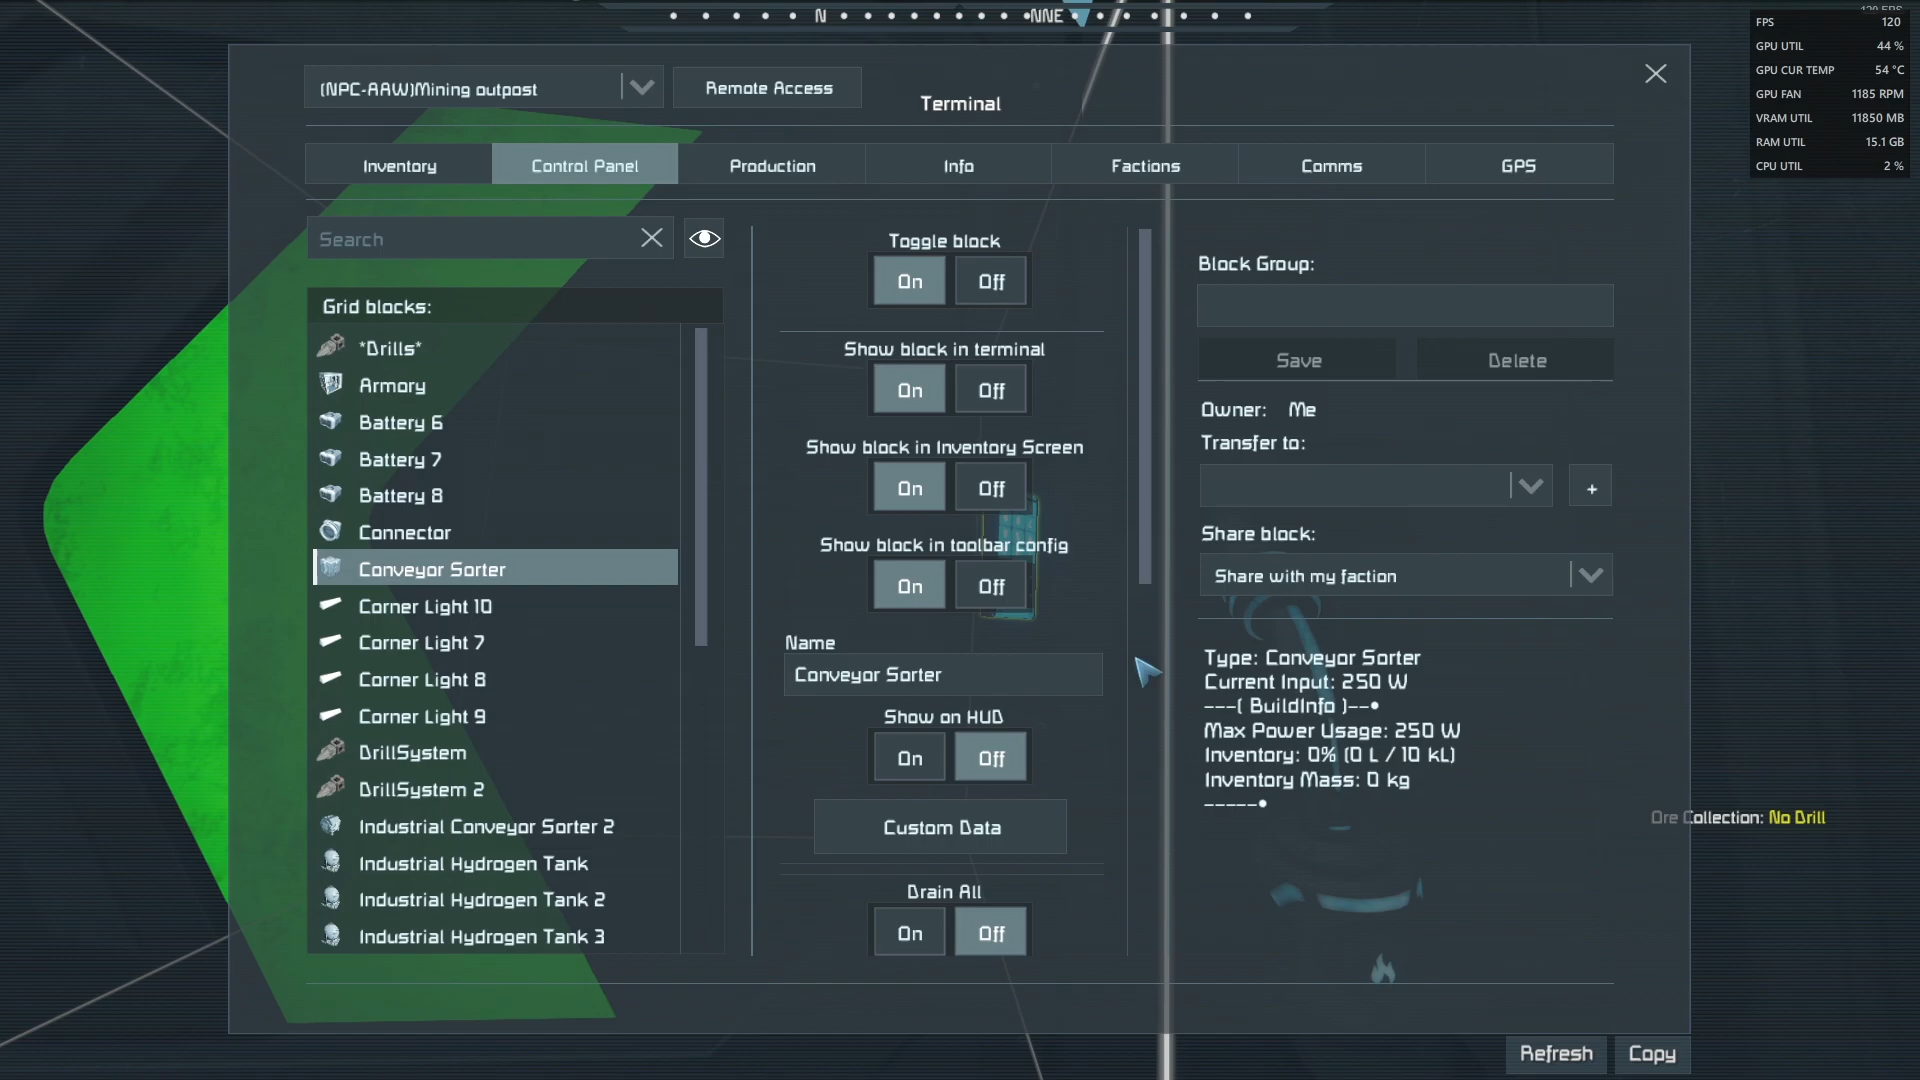 N
NNE
120 FPS
FPS 120
GPU UTIL 44 %
GPU CUR TEMP 54 °C
GPU FAN 1185 RPM
VRAM UTIL 11850 MB
RAM UTIL 15.1 GB
CPU UTIL 2 %
(NPC-AAW)Mining outpost
Remote Access
Terminal
Inventory
Control Panel
Production
Info
Factions
Comms
GPS
Search
Grid blocks:
*Drills*
Armory
Battery 6
Battery 7
Battery 8
Connector
Conveyor Sorter
Corner Light 10
Corner Light 7
Corner Light 8
Corner Light 9
DrillSystem
DrillSystem 2
Industrial Conveyor Sorter 2
Industrial Hydrogen Tank
Industrial Hydrogen Tank 2
Industrial Hydrogen Tank 3
Toggle block
On Off
Show block in terminal
On Off
Show block in Inventory Screen
On Off
Show block in toolbar config
On Off
Name
Conveyor Sorter
Show on HUD
On Off
Custom Data
Drain All
On Off
Block Group:
Save
Delete
Owner: Me
Transfer to:
+
Share block:
Share with my faction
Type: Conveyor Sorter
Current Input: 250 W
---( BuildInfo )--•
Max Power Usage: 250 W
Inventory: 0% (0 L / 10 kL)
Inventory Mass: 0 kg
-----•
Ore Collection: No Drill
Refresh
Copy